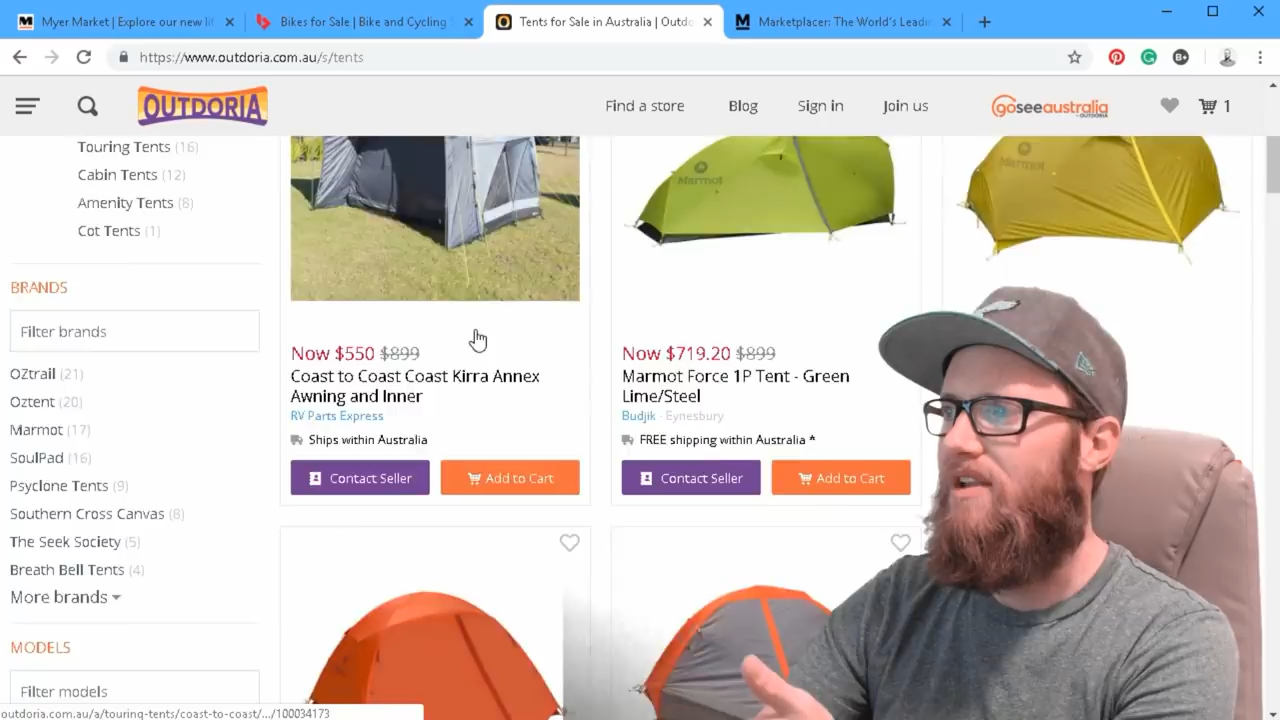 Myer Market | Explore our new li
Bikes for Sale | Bike and Cycling S
Tents for Sale in Australia | Outdo
Marketplacer: The World's Leadi
https://www.outdoria.com.au/s/tents
OUTDORIA
Find a store
Blog
Sign in
Join us
goseeaustralia
1
Touring Tents (16)
Cabin Tents (12)
Amenity Tents (8)
Cot Tents (1)
BRANDS
Filter brands
OZtrail (21)
Oztent (20)
Marmot (17)
SoulPad (16)
Psyclone Tents (9)
Southern Cross Canvas (8)
The Seek Society (5)
Breath Bell Tents (4)
More brands
MODELS
Filter models
Now $550 $899
Coast to Coast Coast Kirra Annex
Awning and Inner
RV Parts Express
Ships within Australia
Contact Seller
Add to Cart
Marmot
Now $719.20 $899
Marmot Force 1P Tent - Green
Lime/Steel
Budjik - Eynesbury
FREE shipping within Australia *
Contact Seller
Add to Cart
Marmot
outdoria.com.au/a/touring-tents/coast-to-coast/.../100034173